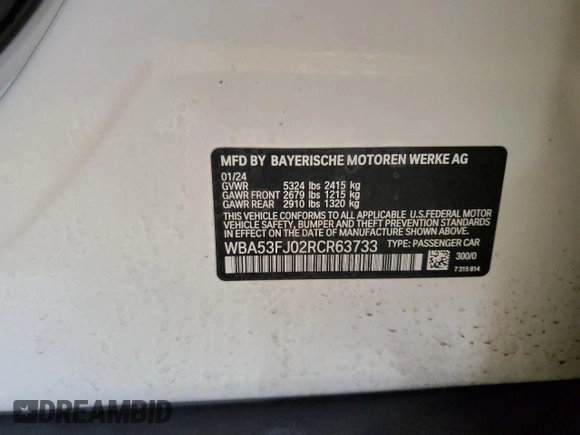 MFD BY BAYERISCHE MOTOREN WERKE AG
01/24
GVWR 5324 lbs 2415 kg
GAWR FRONT 2679 lbs 1215 kg
GAWR REAR 2910 lbs 1320 kg
THIS VEHICLE CONFORMS TO ALL APPLICABLE U.S.FEDERAL MOTOR
VEHICLE SAFETY, BUMPER, AND THEFT PREVENTION
STANDARDS IN EFFECT ON THE DATE OF MANUFACTURE SHOWN ABOVE.
WBA53FJ02RCR63733 TYPE: PASSENGER CAR
300/0
7 315 814
DREAMBID